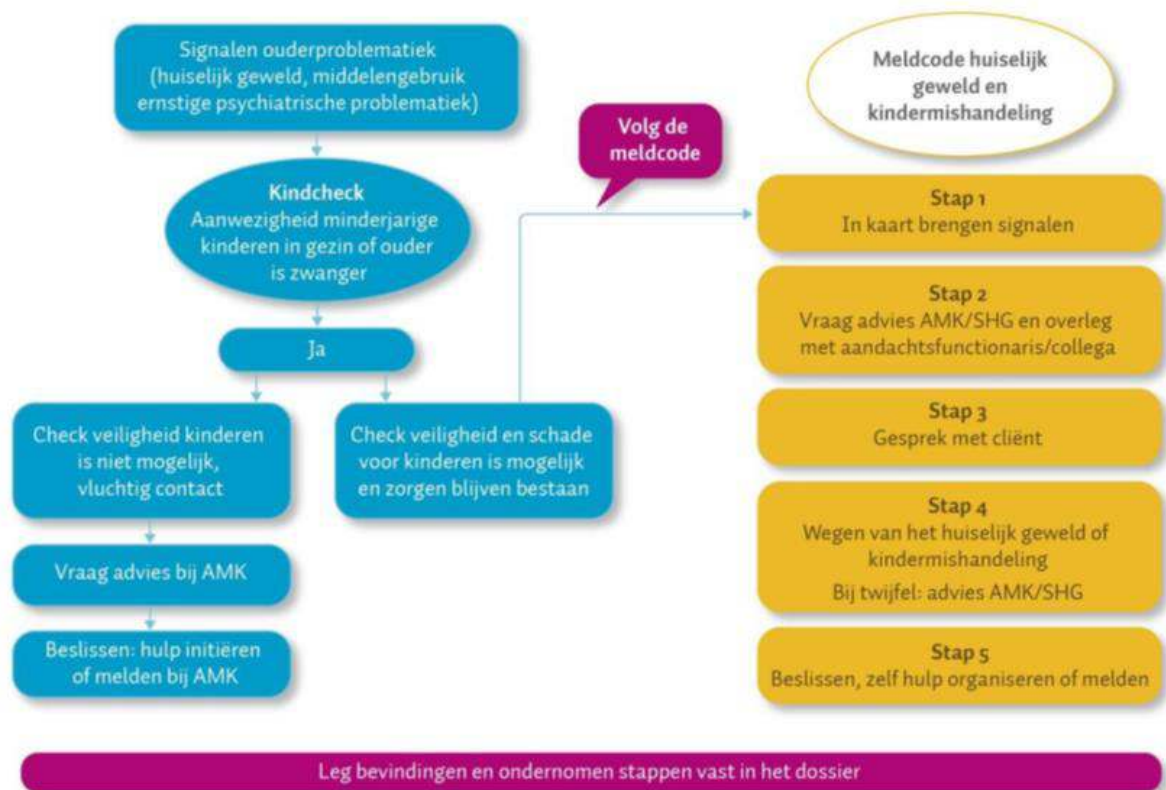 Signalen ouderproblematiek
(huiselijk geweld, middelengebruik
ernstige psychiatrische problematiek)
Kindcheck
Aanwezigheid minderjarige
kinderen in gezin of ouder
is zwanger
Ja
Check veiligheid kinderen
is niet mogelijk,
vluchtig contact
Vraag advies bij AMK
Beslissen: hulp initiëren
of melden bij AMK
Check veiligheid en schade
voor kinderen is mogelijk
en zorgen blijven bestaan
Volg de
meldcode
Meldcode huiselijk
geweld en
kindermishandeling
Stap 1
In kaart brengen signalen
Stap 2
Vraag advies AMK/SHG en overleg
met aandachtsfunctionaris/collega
Stap 3
Gesprek met cliënt
Stap 4
Wegen van het huiselijk geweld of
kindermishandeling
Bij twijfel: advies AMK/SHG
Stap 5
Beslissen, zelf hulp organiseren of melden
Leg bevindingen en ondernomen stappen vast in het dossier